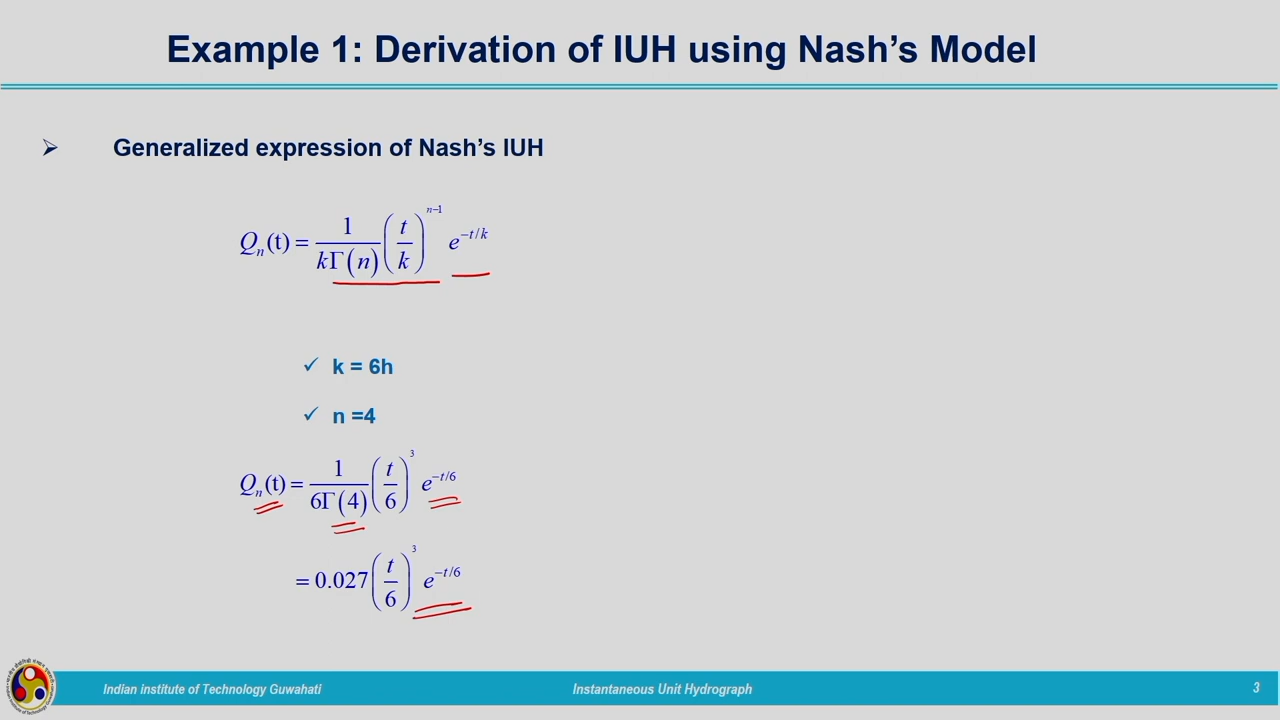 Example 1: Derivation of IUH using Nash's Model
➢ Generalized expression of Nash's IUH
Qₙ(t) = 1/(kΓ(n)) (t/k)^(n−1) e^(−t/k)
✓ k = 6h
✓ n =4
Qₙ(t) = 1/(6Γ(4)) (t/6)^3 e^(−t/6)
= 0.027 (t/6)^3 e^(−t/6)
Indian institute of Technology Guwahati Instantaneous Unit Hydrograph 3